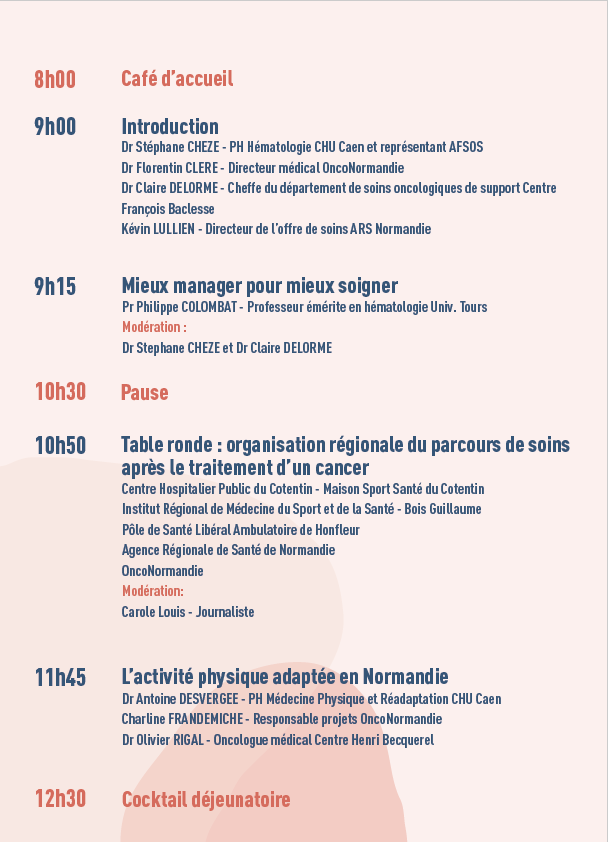 8h00 Café d'accueil
9h00 Introduction
Dr Stéphane CHEZE - PH Hématologie CHU Caen et représentant AFSOS
Dr Florentin CLERE - Directeur médical OncoNormandie
Dr Claire DELORME - Cheffe du département de soins oncologiques de support Centre
François Baclesse
Kévin LULLIEN - Directeur de l'offre de soins ARS Normandie
9h15 Mieux manager pour mieux soigner
Pr Philippe COLOMBAT - Professeur émérite en hématologie Univ. Tours
Modération :
Dr Stephane CHEZE et Dr Claire DELORME
10h30 Pause
10h50 Table ronde : organisation régionale du parcours de soins
après le traitement d'un cancer
Centre Hospitalier Public du Cotentin - Maison Sport Santé du Cotentin
Institut Régional de Médecine du Sport et de la Santé - Bois Guillaume
Pôle de Santé Libéral Ambulatoire de Honfleur
Agence Régionale de Santé de Normandie
OncoNormandie
Modération:
Carole Louis - Journaliste
11h45 L'activité physique adaptée en Normandie
Dr Antoine DESVERGEE - PH Médecine Physique et Réadaptation CHU Caen
Charline FRANDEMICHE - Responsable projets OncoNormandie
Dr Olivier RIGAL - Oncologue médical Centre Henri Becquerel
12h30 Cocktail déjeunatoire